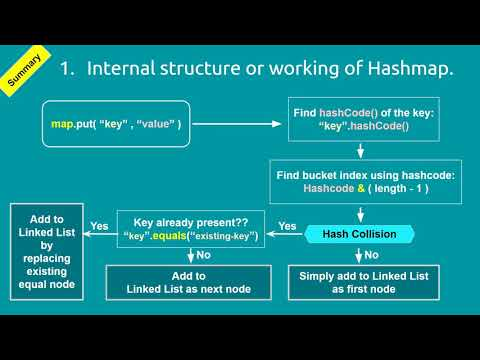 Summary
1. Internal structure or working of Hashmap.
map.put( “key” , “value” )
Find hashCode() of the key:
“key”.hashCode()
Find bucket index using hashcode:
Hashcode & ( length - 1 )
Hash Collision
Yes
No
Key already present??
“key”.equals(“existing-key”)
Yes
No
Add to
Linked List
by
replacing
existing
equal node
Add to
Linked List as next node
Simply add to Linked List
as first node